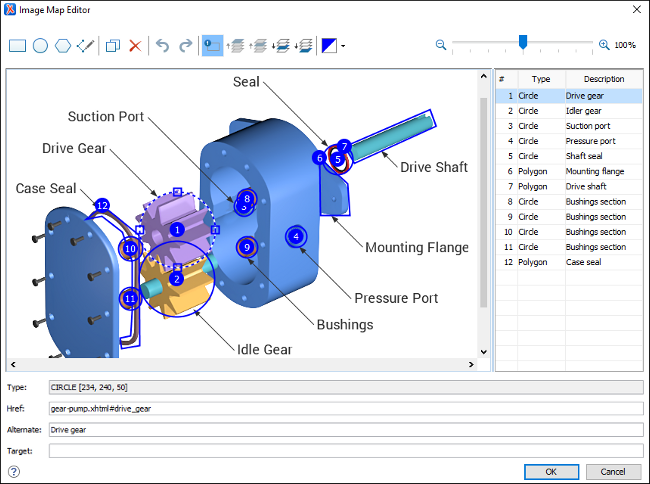 Image Map Editor
100%
Seal
Suction Port
Drive Gear
Case Seal
Drive Shaft
Mounting Flange
Pressure Port
Bushings
Idle Gear
1
2
4
5
6
7
8
9
10
11
12
# Type Description
1 Circle Drive gear
2 Circle Idler gear
3 Circle Suction port
4 Circle Pressure port
5 Circle Shaft seal
6 Polygon Mounting flange
7 Polygon Drive shaft
8 Circle Bushings section
9 Circle Bushings section
10 Circle Bushings section
11 Circle Bushings section
12 Polygon Case seal
Type: CIRCLE [234, 240, 50]
Href: gear-pump.xhtml#drive_gear
Alternate: Drive gear
Target:
? OK Cancel